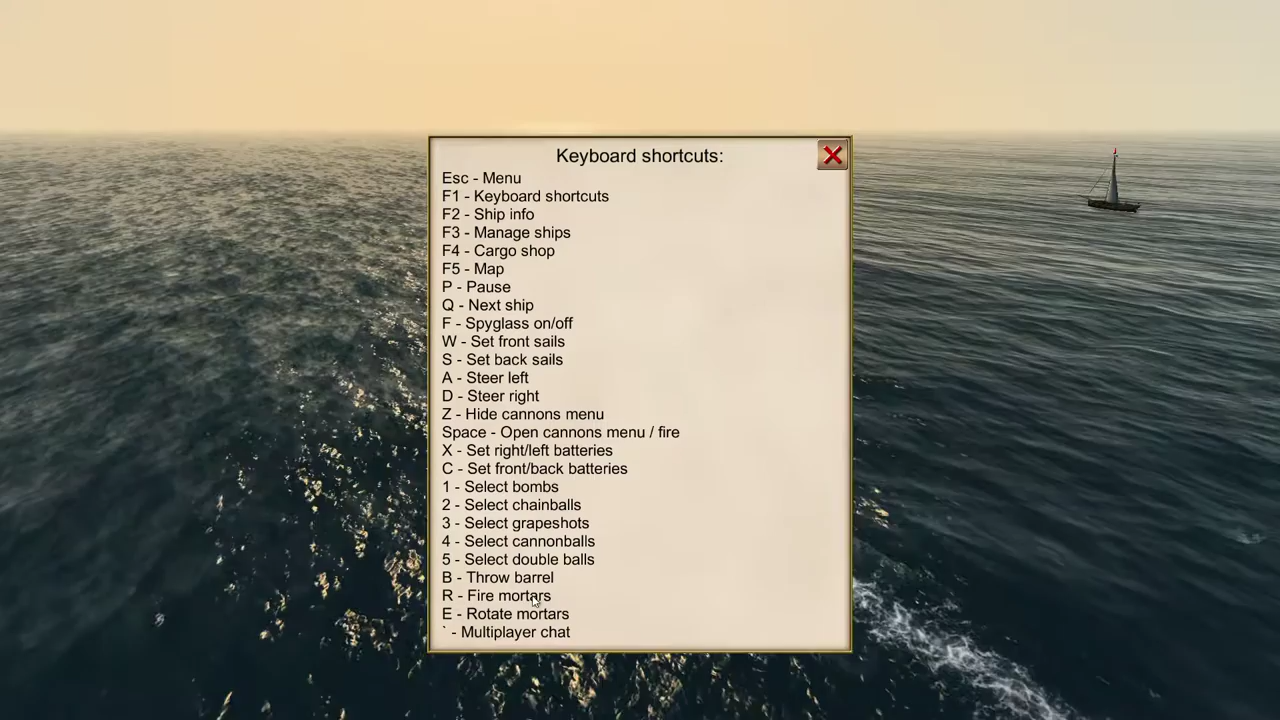 Keyboard shortcuts:
Esc - Menu
F1 - Keyboard shortcuts
F2 - Ship info
F3 - Manage ships
F4 - Cargo shop
F5 - Map
P - Pause
Q - Next ship
F - Spyglass on/off
W - Set front sails
S - Set back sails
A - Steer left
D - Steer right
Z - Hide cannons menu
Space - Open cannons menu / fire
X - Set right/left batteries
C - Set front/back batteries
1 - Select bombs
2 - Select chainballs
3 - Select grapeshots
4 - Select cannonballs
5 - Select double balls
B - Throw barrel
R - Fire mortars
E - Rotate mortars
` - Multiplayer chat